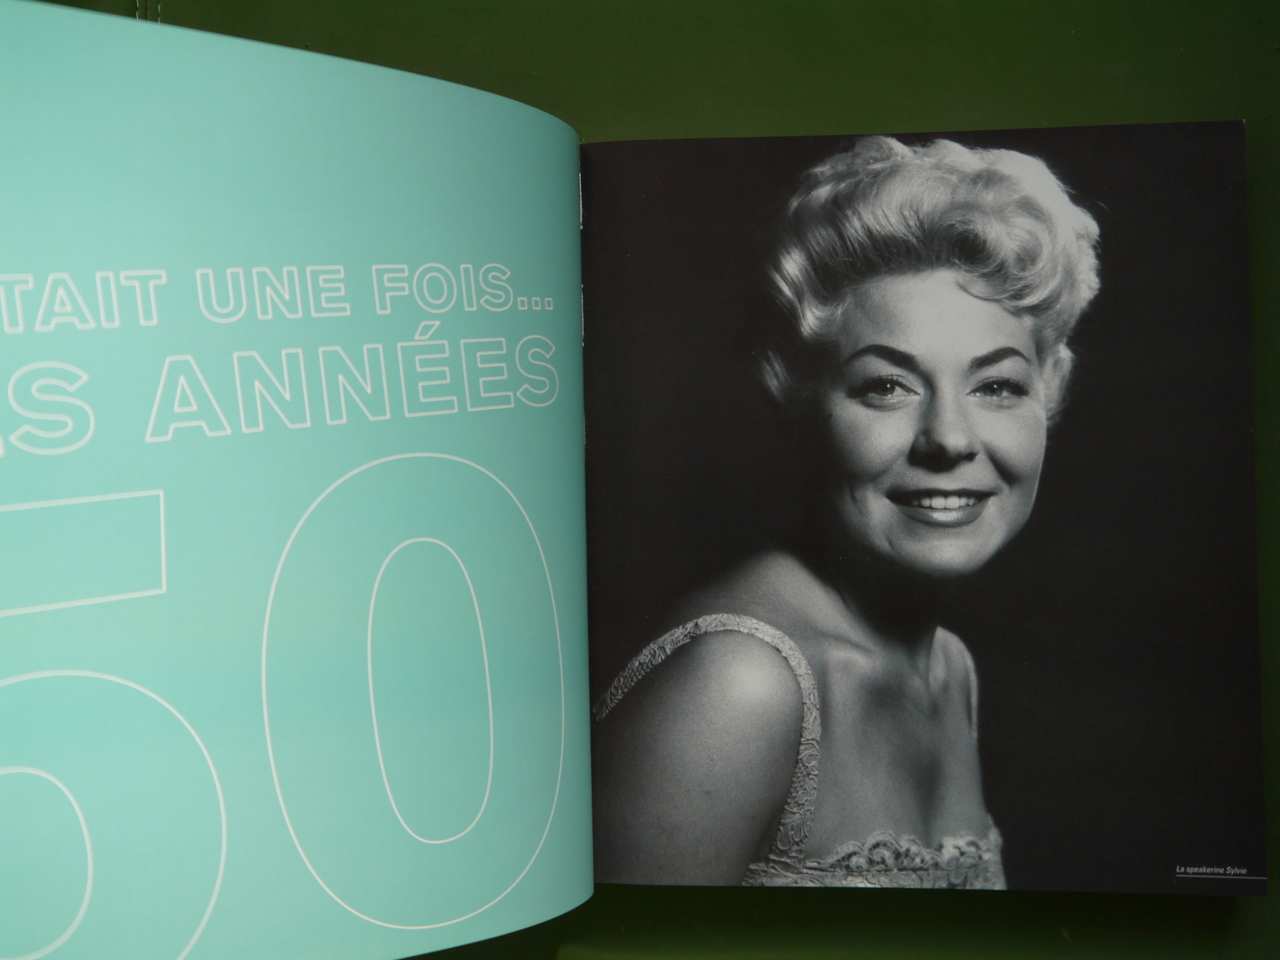 TAIT UNE FOIS...
S ANNÉES
50
La speakerine Sylvie